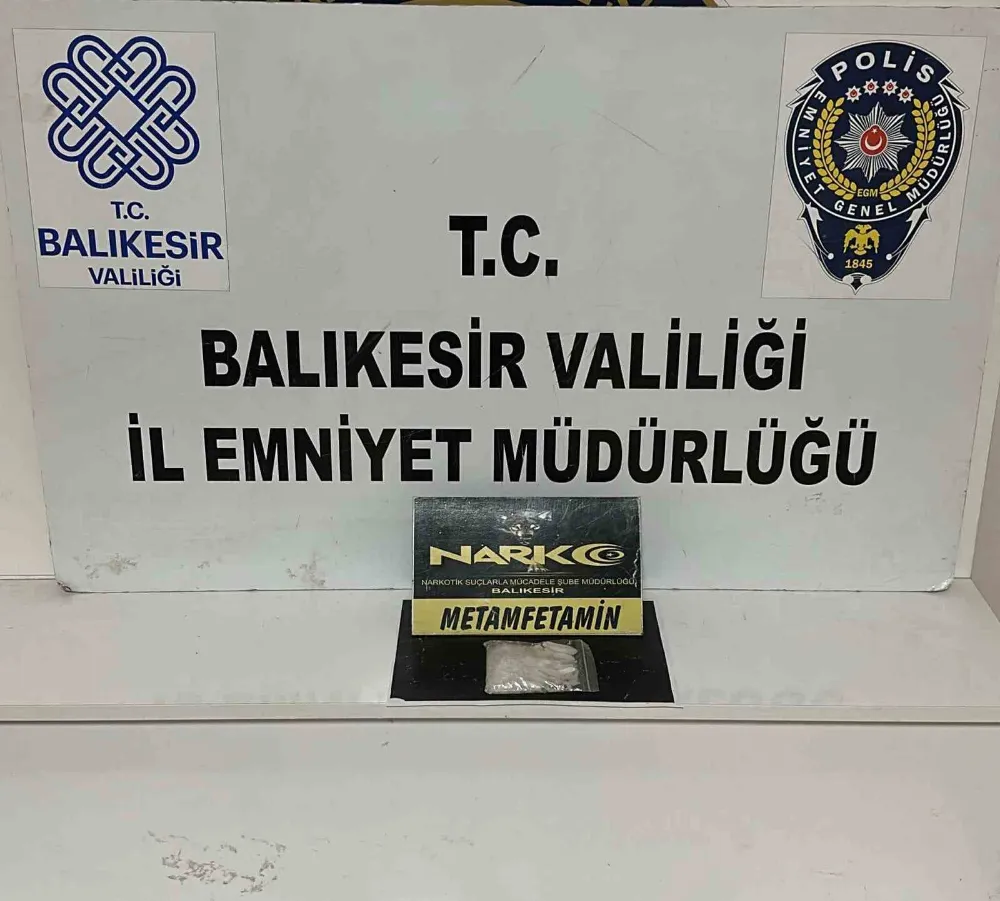 T.C.
BALIKESİR
VALİLİĞİ
POLİS
EMNİYET GENEL MÜDÜRLÜĞÜ
EGM
1845
T.C.
BALIKESİR VALİLİĞİ
İL EMNİYET MÜDÜRLÜĞÜ
NARKO
NARKOTİK SUÇLARLA MÜCADELE ŞUBE MÜDÜRLÜĞÜ
BALIKESİR
METAMFETAMİN